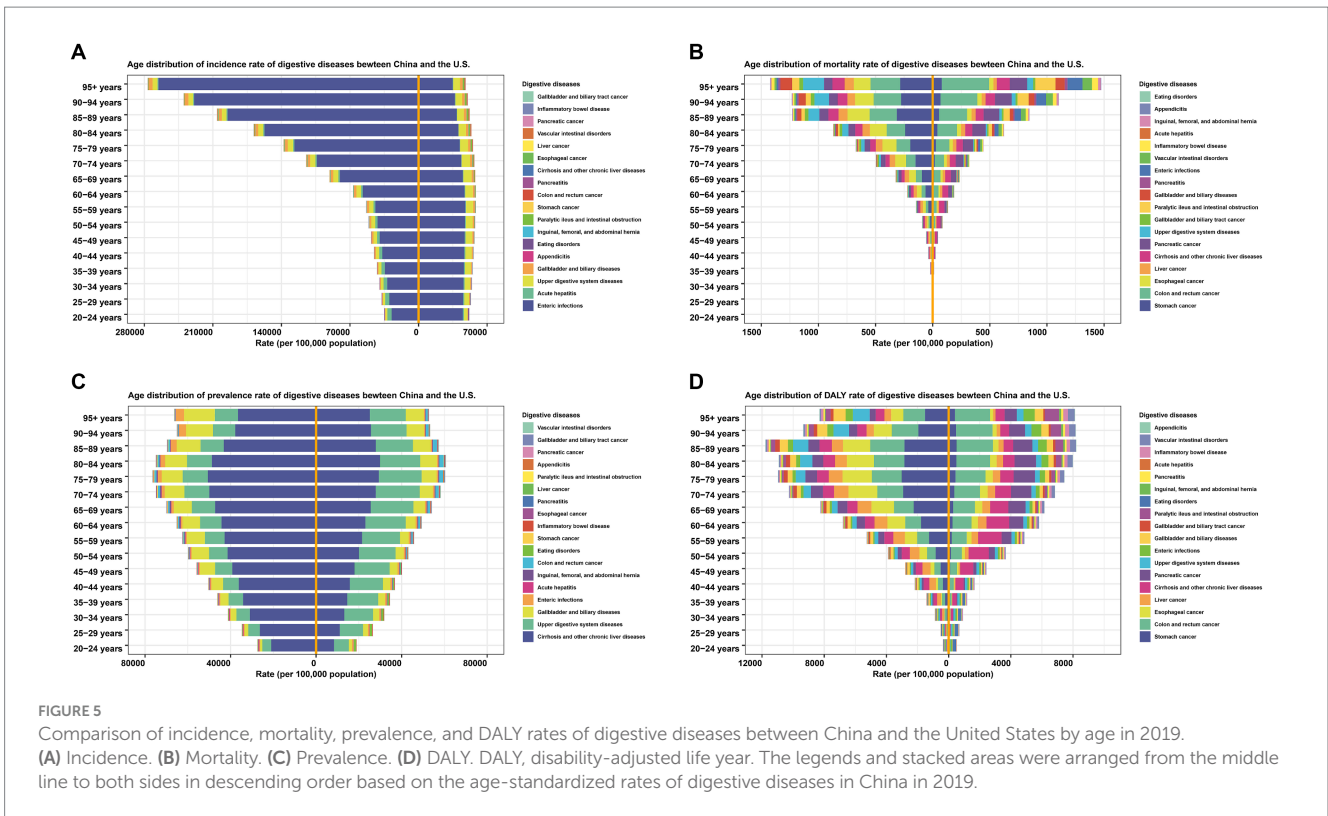 A
Age distribution of incidence rate of digestive diseases bewteen China and the U.S.
95+ years
90−94 years
85−89 years
80−84 years
75−79 years
70−74 years
65−69 years
60−64 years
55−59 years
50−54 years
45−49 years
40−44 years
35−39 years
30−34 years
25−29 years
20−24 years
280000 210000 140000 70000 0 70000
Rate (per 100,000 population)
Digestive diseases
Gallbladder and biliary tract cancer
Inflammatory bowel disease
Pancreatic cancer
Vascular intestinal disorders
Liver cancer
Esophageal cancer
Cirrhosis and other chronic liver diseases
Pancreatitis
Colon and rectum cancer
Stomach cancer
Paralytic ileus and intestinal obstruction
Inguinal, femoral, and abdominal hernia
Eating disorders
Appendicitis
Gallbladder and biliary diseases
Upper digestive system diseases
Acute hepatitis
Enteric infections
B
Age distribution of mortality rate of digestive diseases bewteen China and the U.S.
95+ years
90−94 years
85−89 years
80−84 years
75−79 years
70−74 years
65−69 years
60−64 years
55−59 years
50−54 years
45−49 years
40−44 years
35−39 years
30−34 years
25−29 years
20−24 years
1500 1000 500 0 500 1000 1500
Rate (per 100,000 population)
Digestive diseases
Eating disorders
Appendicitis
Inguinal, femoral, and abdominal hernia
Acute hepatitis
Inflammatory bowel disease
Vascular intestinal disorders
Enteric infections
Pancreatitis
Gallbladder and biliary diseases
Paralytic ileus and intestinal obstruction
Gallbladder and biliary tract cancer
Upper digestive system diseases
Pancreatic cancer
Cirrhosis and other chronic liver diseases
Liver cancer
Esophageal cancer
Colon and rectum cancer
Stomach cancer
C
Age distribution of prevalence rate of digestive diseases bewteen China and the U.S.
95+ years
90−94 years
85−89 years
80−84 years
75−79 years
70−74 years
65−69 years
60−64 years
55−59 years
50−54 years
45−49 years
40−44 years
35−39 years
30−34 years
25−29 years
20−24 years
80000 40000 0 40000 80000
Rate (per 100,000 population)
Digestive diseases
Vascular intestinal disorders
Gallbladder and biliary tract cancer
Pancreatic cancer
Appendicitis
Paralytic ileus and intestinal obstruction
Liver cancer
Pancreatitis
Esophageal cancer
Inflammatory bowel disease
Stomach cancer
Eating disorders
Colon and rectum cancer
Inguinal, femoral, and abdominal hernia
Acute hepatitis
Enteric infections
Gallbladder and biliary diseases
Upper digestive system diseases
Cirrhosis and other chronic liver diseases
D
Age distribution of DALY rate of digestive diseases bewteen China and the U.S.
95+ years
90−94 years
85−89 years
80−84 years
75−79 years
70−74 years
65−69 years
60−64 years
55−59 years
50−54 years
45−49 years
40−44 years
35−39 years
30−34 years
25−29 years
20−24 years
12000 8000 4000 0 4000 8000
Rate (per 100,000 population)
Digestive diseases
Appendicitis
Vascular intestinal disorders
Inflammatory bowel disease
Acute hepatitis
Pancreatitis
Inguinal, femoral, and abdominal hernia
Eating disorders
Paralytic ileus and intestinal obstruction
Gallbladder and biliary tract cancer
Gallbladder and biliary diseases
Enteric infections
Upper digestive system diseases
Pancreatic cancer
Cirrhosis and other chronic liver diseases
Liver cancer
Esophageal cancer
Colon and rectum cancer
Stomach cancer
FIGURE 5
Comparison of incidence, mortality, prevalence, and DALY rates of digestive diseases between China and the United States by age in 2019.
(A) Incidence. (B) Mortality. (C) Prevalence. (D) DALY. DALY, disability-adjusted life year. The legends and stacked areas were arranged from the middle
line to both sides in descending order based on the age-standardized rates of digestive diseases in China in 2019.